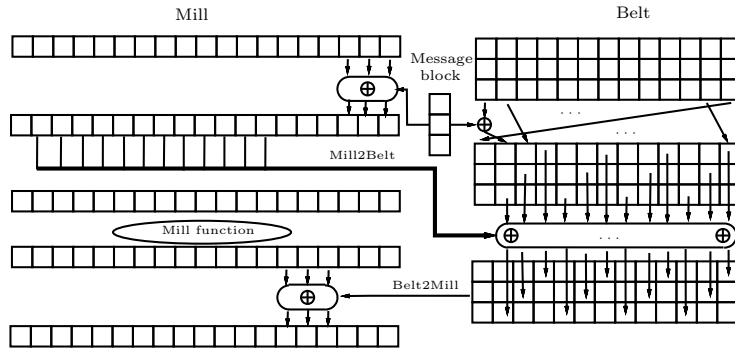 Mill
Belt
Message
block
. . .
. . .
Mill2Belt
Mill function
. . .
Belt2Mill